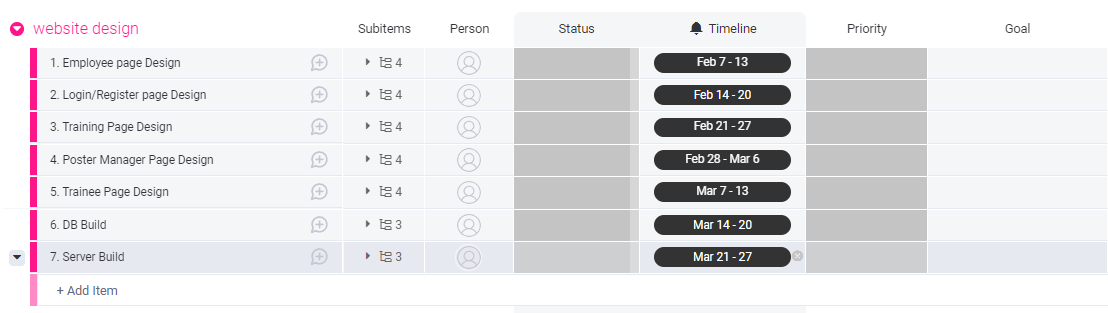 website design Subitems Person Status Timeline Priority Goal
1. Employee page Design 4 Feb 7 - 13
2. Login/Register page Design 4 Feb 14 - 20
3. Training Page Design 4 Feb 21 - 27
4. Poster Manager Page Design 4 Feb 28 - Mar 6
5. Trainee Page Design 4 Mar 7 - 13
6. DB Build 3 Mar 14 - 20
7. Server Build 3 Mar 21 - 27
+ Add Item